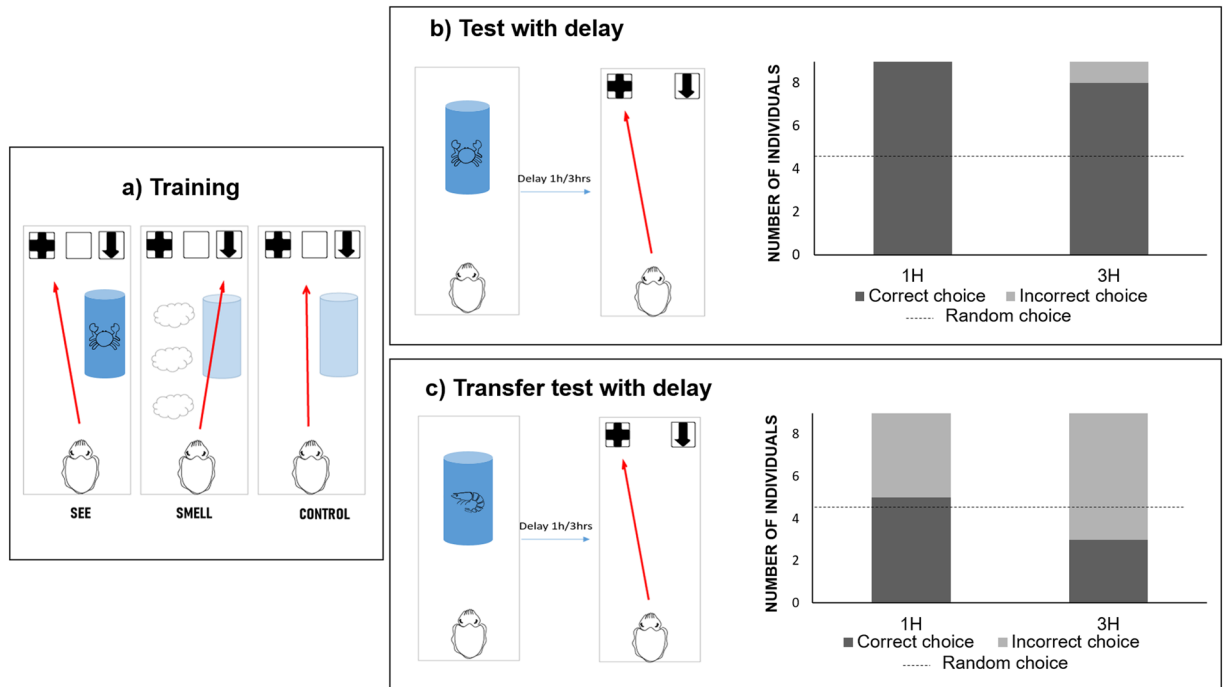 a) Training
SEE
SMELL
CONTROL
b) Test with delay
Delay 1h/3hrs
NUMBER OF INDIVIDUALS
8
6
4
2
0
1H 3H
Correct choice Incorrect choice
Random choice
c) Transfer test with delay
Delay 1h/3hrs
NUMBER OF INDIVIDUALS
8
6
4
2
0
1H 3H
Correct choice Incorrect choice
Random choice